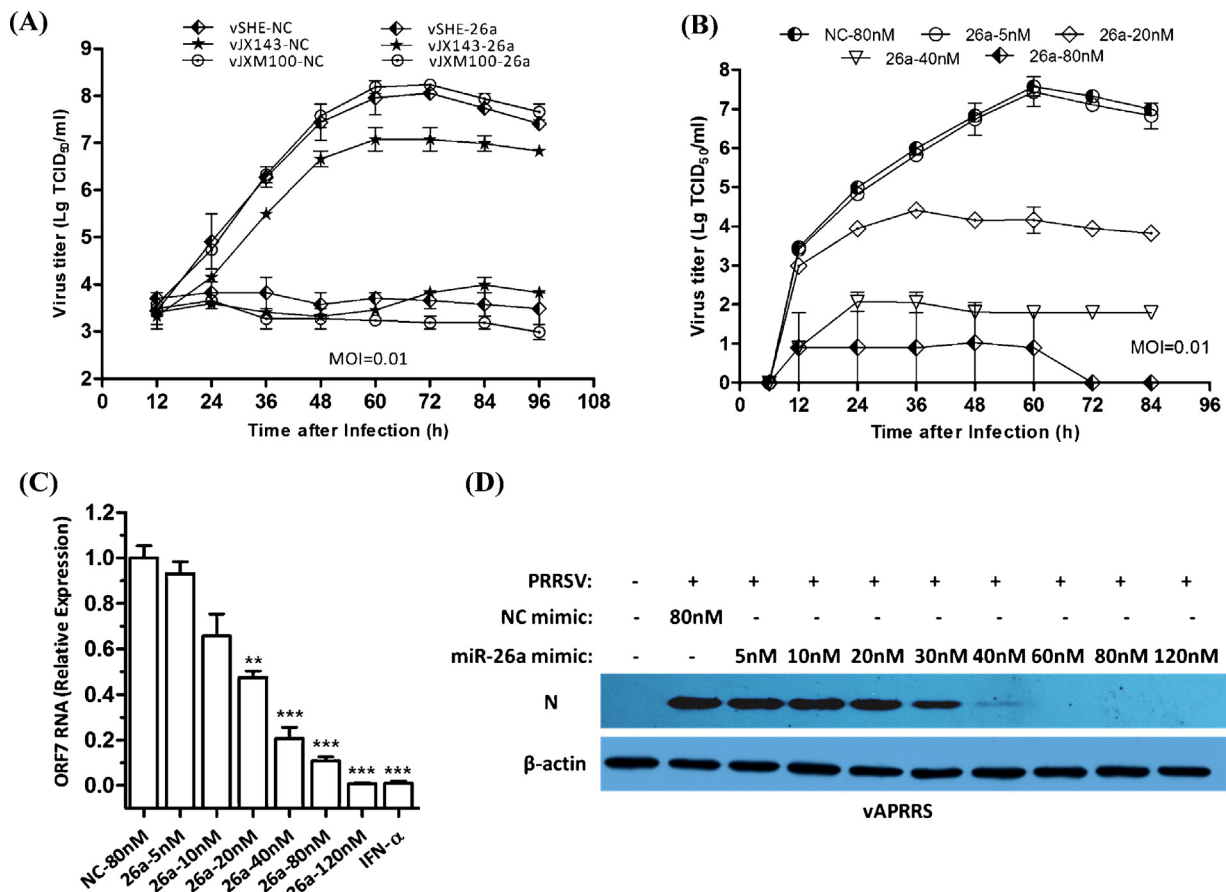 (A)
vSHE-NC vSHE-26a
vJX143-NC vJX143-26a
vJXM100-NC vJXM100-26a
Virus titer (Lg TCID50/ml)
9
8
7
6
5
4
3
2
MOI=0.01
0 12 24 36 48 60 72 84 96 108
Time after Infection (h)
(B)
NC-80nM 26a-5nM 26a-20nM
26a-40nM 26a-80nM
Virus titer (Lg TCID50/ml)
8
7
6
5
4
3
2
1
0
MOI=0.01
0 12 24 36 48 60 72 84 96
Time after Infection (h)
(C)
ORF7 RNA (Relative Expression)
1.2
1.0
0.8
0.6
0.4
0.2
0.0
** *** *** *** ***
NC-80nM 26a-5nM 26a-10nM 26a-20nM 26a-40nM 26a-80nM 26a-120nM IFN-α
(D)
PRRSV: - + + + + + + + + +
NC mimic: - 80nM - - - - - - - -
miR-26a mimic: - - 5nM 10nM 20nM 30nM 40nM 60nM 80nM 120nM
N
β-actin
vAPRRS